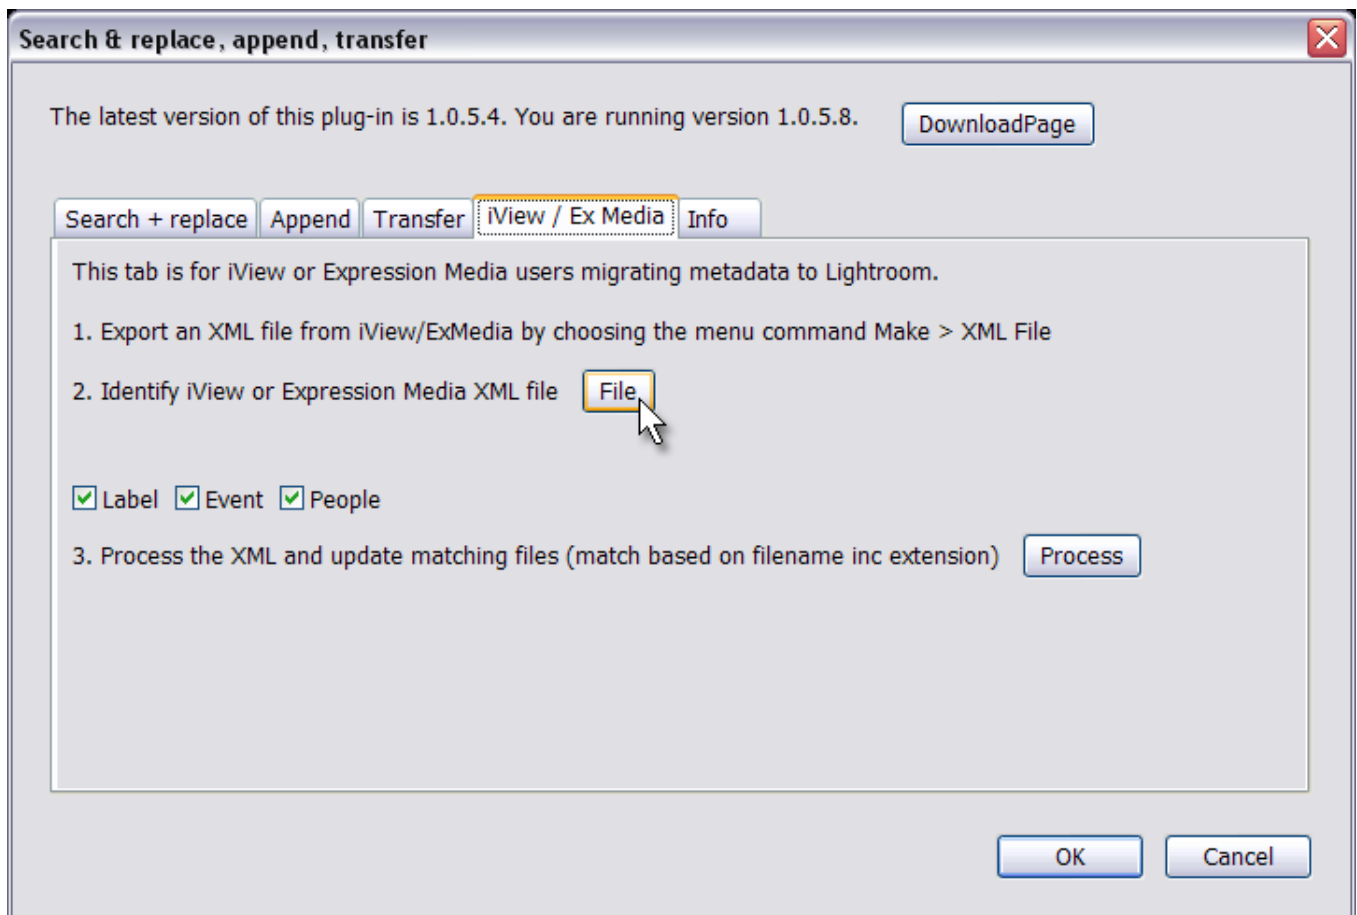 Search & replace, append, transfer
The latest version of this plug-in is 1.0.5.4. You are running version 1.0.5.8. DownloadPage
Search + replace Append Transfer iView / Ex Media Info
This tab is for iView or Expression Media users migrating metadata to Lightroom.
1. Export an XML file from iView/ExMedia by choosing the menu command Make > XML File
2. Identify iView or Expression Media XML file File
Label Event People
3. Process the XML and update matching files (match based on filename inc extension) Process
OK Cancel